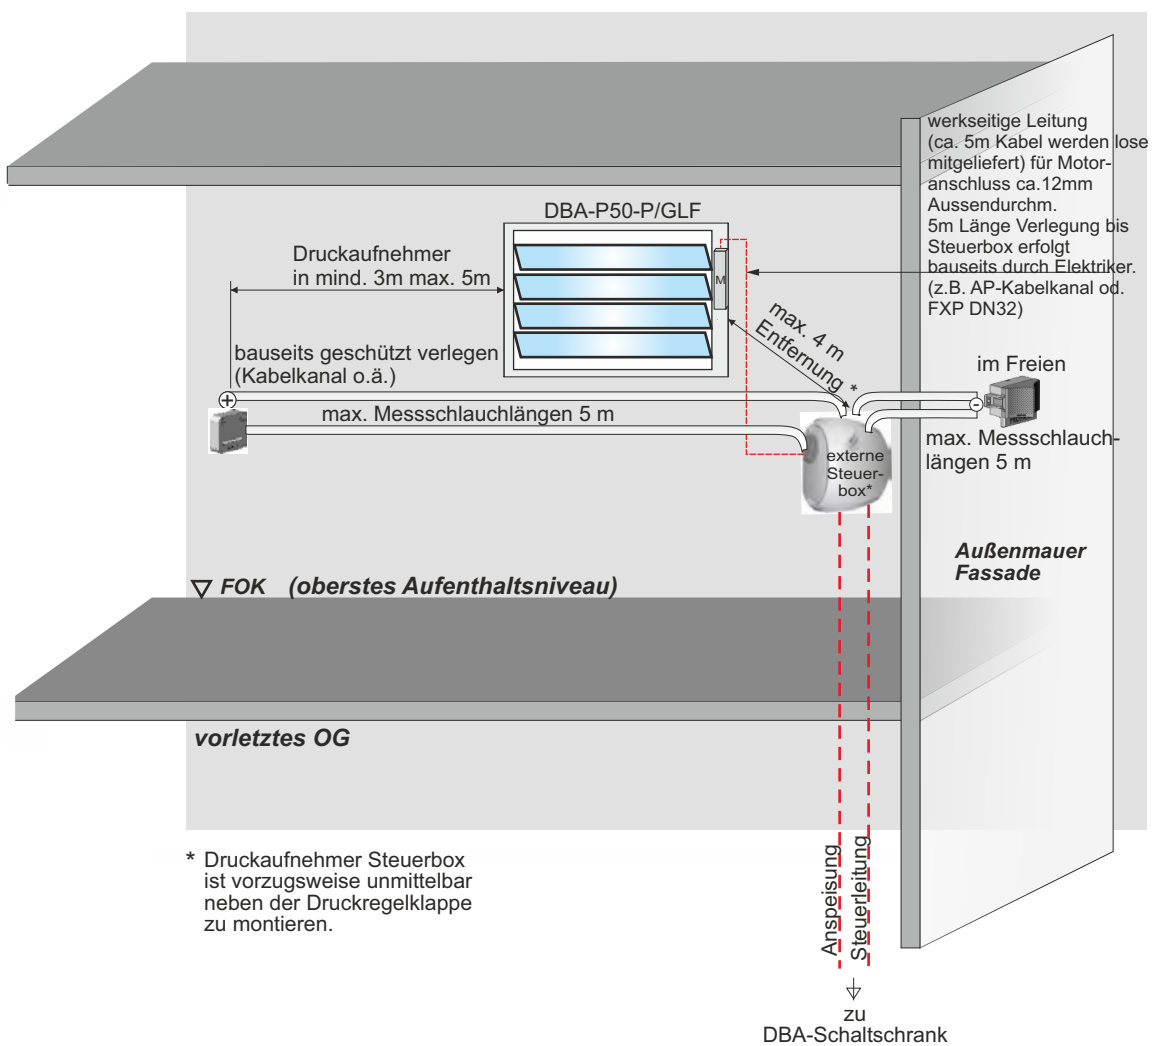 werkseitige Leitung
(ca. 5m Kabel werden lose
mitgeliefert) für Motor-
anschluss ca.12mm
Aussendurchm.
5m Länge Verlegung bis
Steuerbox erfolgt
bauseits durch Elektriker.
(z.B. AP-Kabelkanal od.
FXP DN32)
DBA-P50-P/GLF
Druckaufnehmer
in mind. 3m max. 5m
M
max. 4 m
Entfernung *
bauseits geschützt verlegen
(Kabelkanal o.ä.)
im Freien
+
max. Messschlauchlängen 5 m
-
max. Messschlauch-
längen 5 m
externe
Steuer-
box*
Außenmauer
Fassade
FOK (oberstes Aufenthaltsniveau)
vorletztes OG
* Druckaufnehmer Steuerbox
ist vorzugsweise unmittelbar
neben der Druckregelklappe
zu montieren.
Anspeisung
Steuerleitung
zu
DBA-Schaltschrank